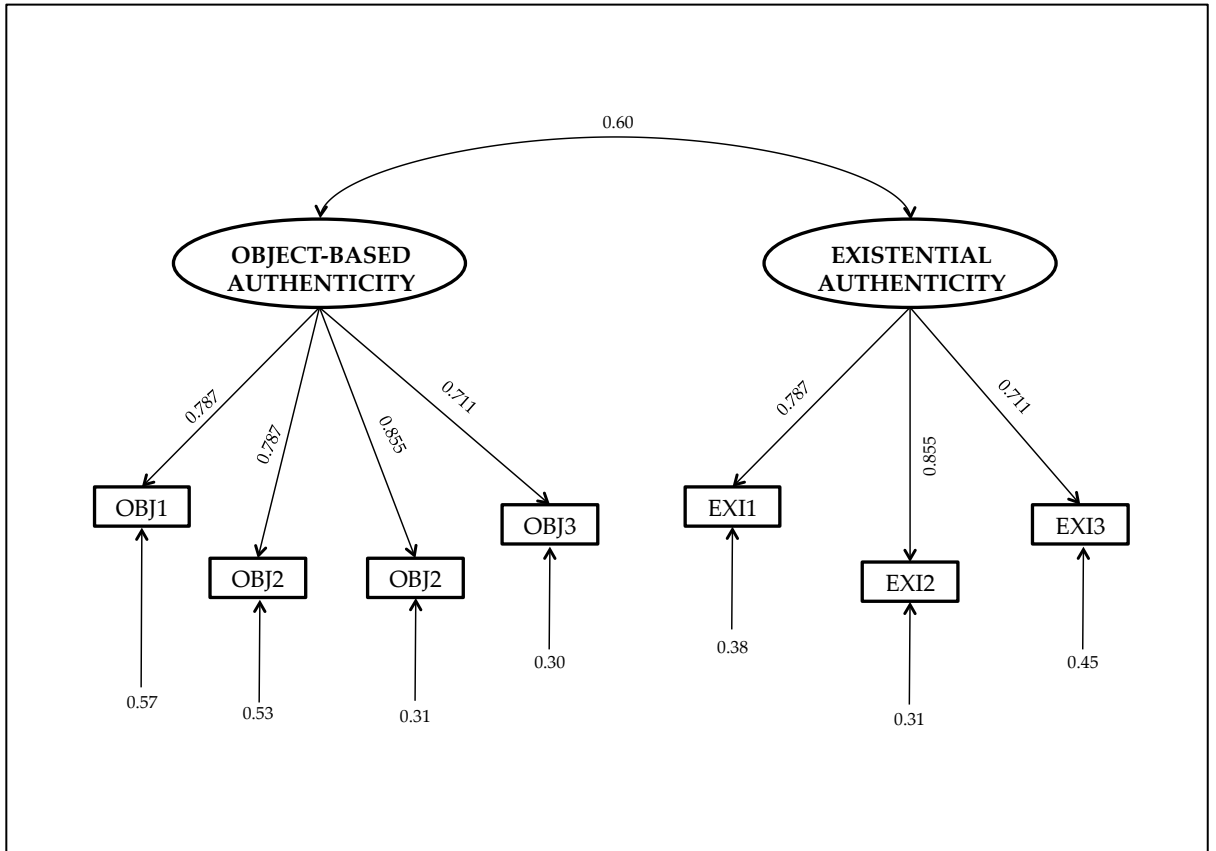 0.60
OBJECT-BASED
AUTHENTICITY
EXISTENTIAL
AUTHENTICITY
0.787
0.787
0.855
0.711
0.787
0.855
0.711
OBJ1
OBJ2
OBJ2
OBJ3
EXI1
EXI2
EXI3
0.57
0.53
0.31
0.30
0.38
0.31
0.45